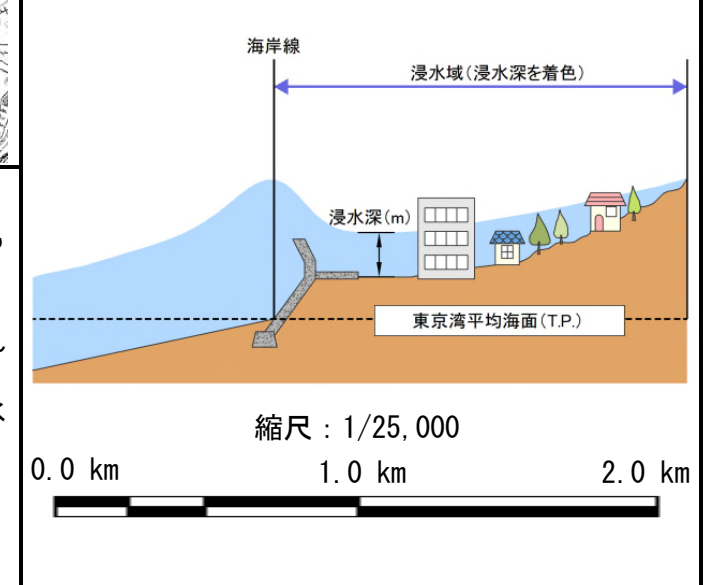 海岸線
浸水域(浸水深を着色)
浸水深(m)
東京湾平均海面(T.P.)
縮尺：1/25,000
0.0 km 1.0 km 2.0 km